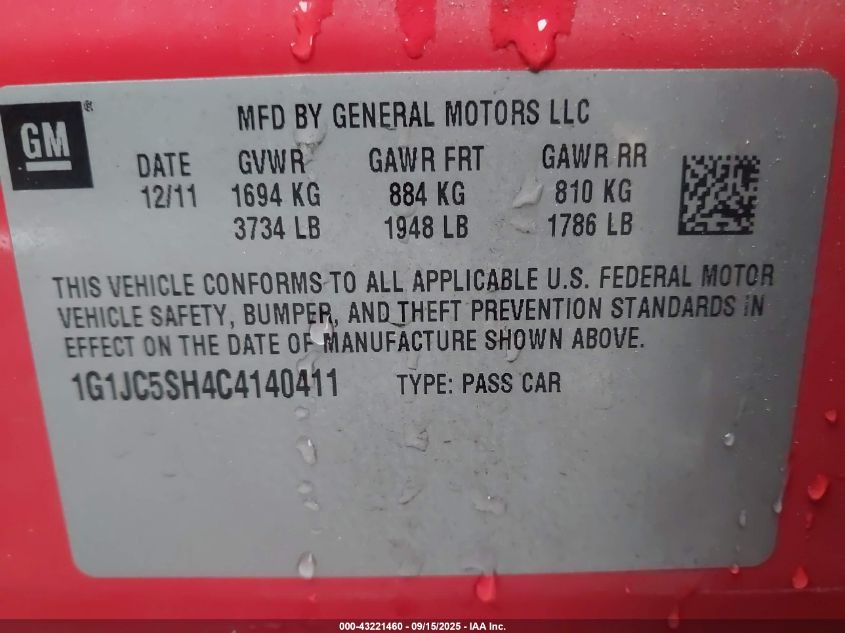 GM ®
MFD BY GENERAL MOTORS LLC
DATE GVWR GAWR FRT GAWR RR
12/11 1694 KG 884 KG 810 KG
3734 LB 1948 LB 1786 LB
THIS VEHICLE CONFORMS TO ALL APPLICABLE U.S. FEDERAL MOTOR
VEHICLE SAFETY, BUMPER, AND THEFT PREVENTION STANDARDS IN
EFFECT ON THE DATE OF MANUFACTURE SHOWN ABOVE.
1G1JC5SH4C4140411 TYPE: PASS CAR
000-43221460 - 09/15/2025 - IAA Inc.